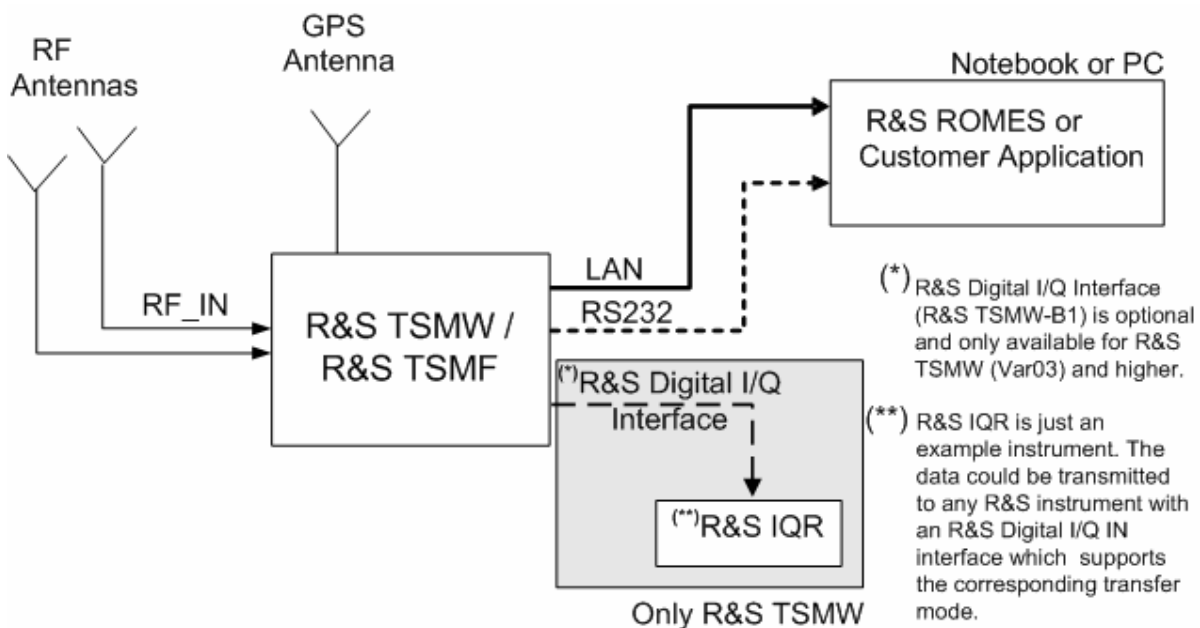 RF
Antennas
GPS
Antenna
Notebook or PC
R&S ROMES or
Customer Application
RF_IN
R&S TSMW /
R&S TSMF
LAN
RS232
(*)R&S Digital I/Q
Interface
(**)R&S IQR
Only R&S TSMW
(*) R&S Digital I/Q Interface
(R&S TSMW-B1) is optional
and only available for R&S
TSMW (Var03) and higher.
(**) R&S IQR is just an
example instrument. The
data could be transmitted
to any R&S instrument with
an R&S Digital I/Q IN
interface which supports
the corresponding transfer
mode.